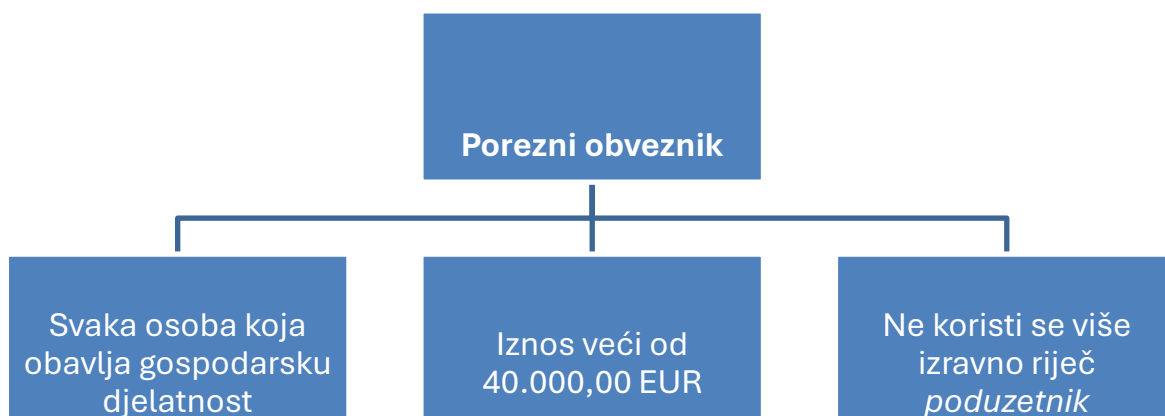 Porezni obveznik
Svaka osoba koja
obavlja gospodarsku
djelatnost
Iznos veći od
40.000,00 EUR
Ne koristi se više
izravno riječ
poduzetnik